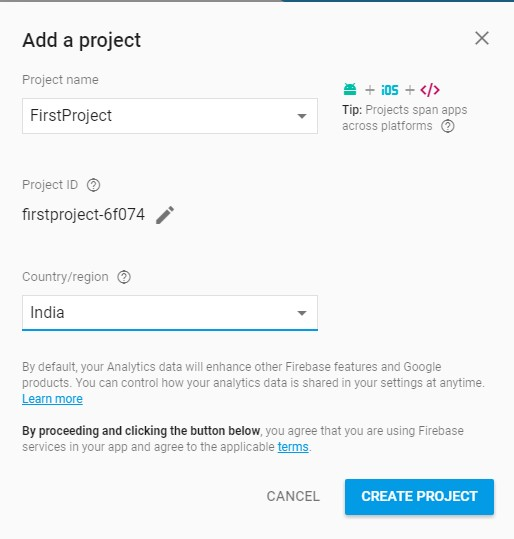 Add a project
Project name
FirstProject
+ iOS + </>
Tip: Projects span apps
across platforms
Project ID
firstproject-6f074
Country/region
India
By default, your Analytics data will enhance other Firebase features and Google
products. You can control how your analytics data is shared in your settings at anytime.
Learn more
By proceeding and clicking the button below, you agree that you are using Firebase
services in your app and agree to the applicable terms.
CANCEL
CREATE PROJECT